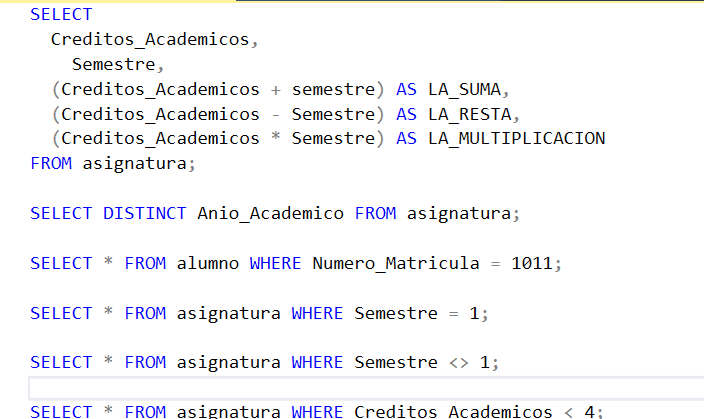 SELECT
Creditos_Academicos,
Semestre,
(Creditos_Academicos + semestre) AS LA_SUMA,
(Creditos_Academicos - Semestre) AS LA_RESTA,
(Creditos_Academicos * Semestre) AS LA_MULTIPLICACION
FROM asignatura;
SELECT DISTINCT Anio_Academico FROM asignatura;
SELECT * FROM alumno WHERE Numero_Matricula = 1011;
SELECT * FROM asignatura WHERE Semestre = 1;
SELECT * FROM asignatura WHERE Semestre <> 1;
SELECT * FROM asignatura WHERE Creditos_Academicos < 4;